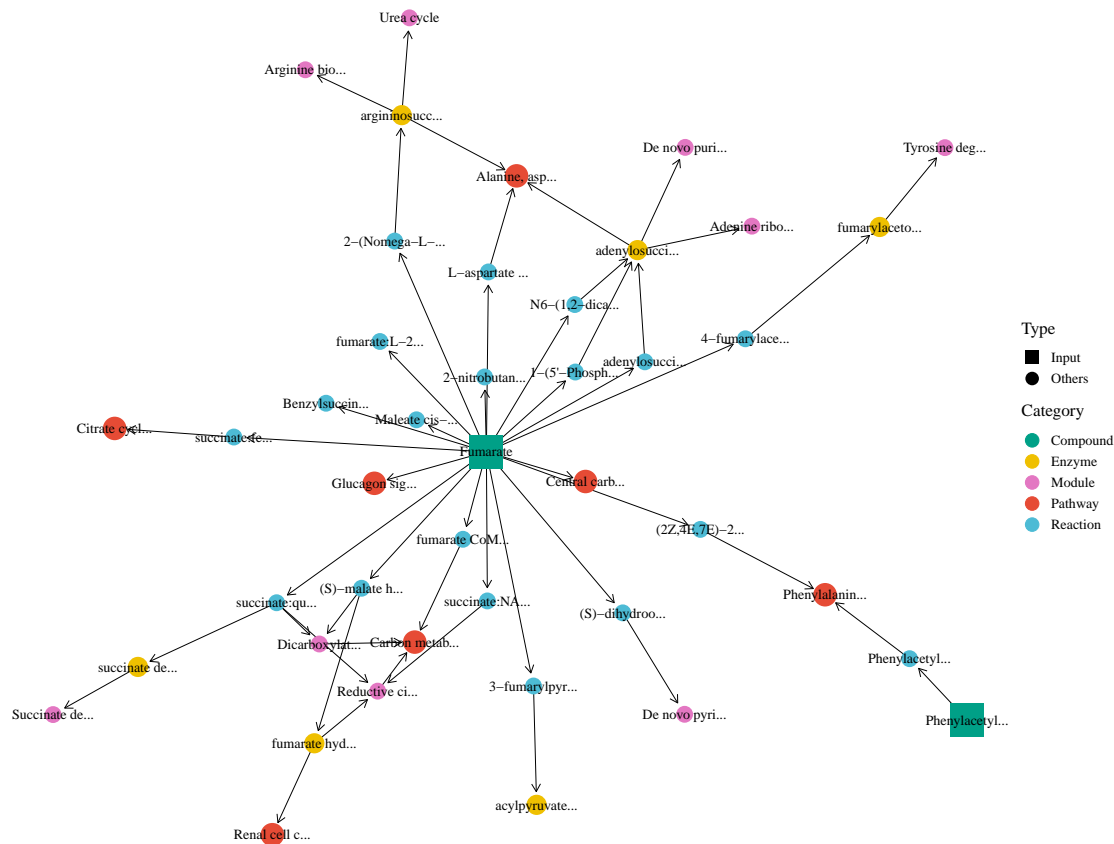 Urea cycle
Arginine bio...
argininosucc...
De novo puri...
Tyrosine deg...
Alanine, asp...
Adenine ribo...
fumarylaceto...
2−(Nomega−L−...
adenylosucci...
L−aspartate ...
N6−(1,2−dica...
fumarate:L−2...
4−fumarylace...
adenylosucci...
2−nitrobutan...
1−(5'−Phosph...
Benzylsuccin...
Maleate cis−...
Citrate cycl...
succinate:fe...
Fumarate
Glucagon sig...
Central carb...
fumarate CoM...
(2Z,4E,7E)−2...
(S)−malate h...
succinate:qu...
succinate:NA...
Phenylalanin...
(S)−dihydroo...
Dicarboxylat...
Carbon metab...
Phenylacetyl...
succinate de...
Reductive ci...
3−fumarylpyr...
Succinate de...
De novo pyri...
Phenylacetyl...
fumarate hyd...
acylpyruvate...
Renal cell c...
Type
Input
Others
Category
Compound
Enzyme
Module
Pathway
Reaction